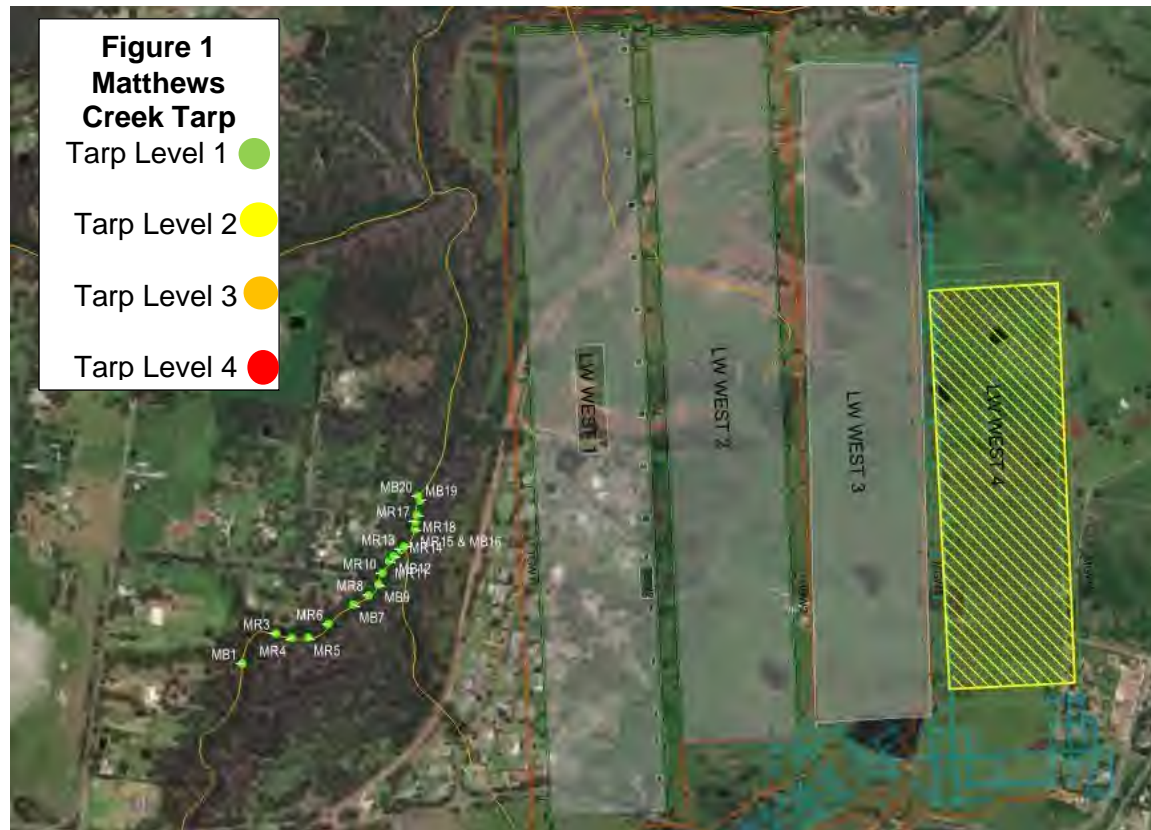 Figure 1
Matthews
Creek Tarp
Tarp Level 1
Tarp Level 2
Tarp Level 3
Tarp Level 4
LW WEST 1
LW WEST 2
LW WEST 3
LW WEST 4
MB20
MB19
MR17
MR18
MR13
MR15 & MB16
MR14
MR10
MB12
MR8
MB9
MB7
MR6
MR3
MR4
MR5
MB1